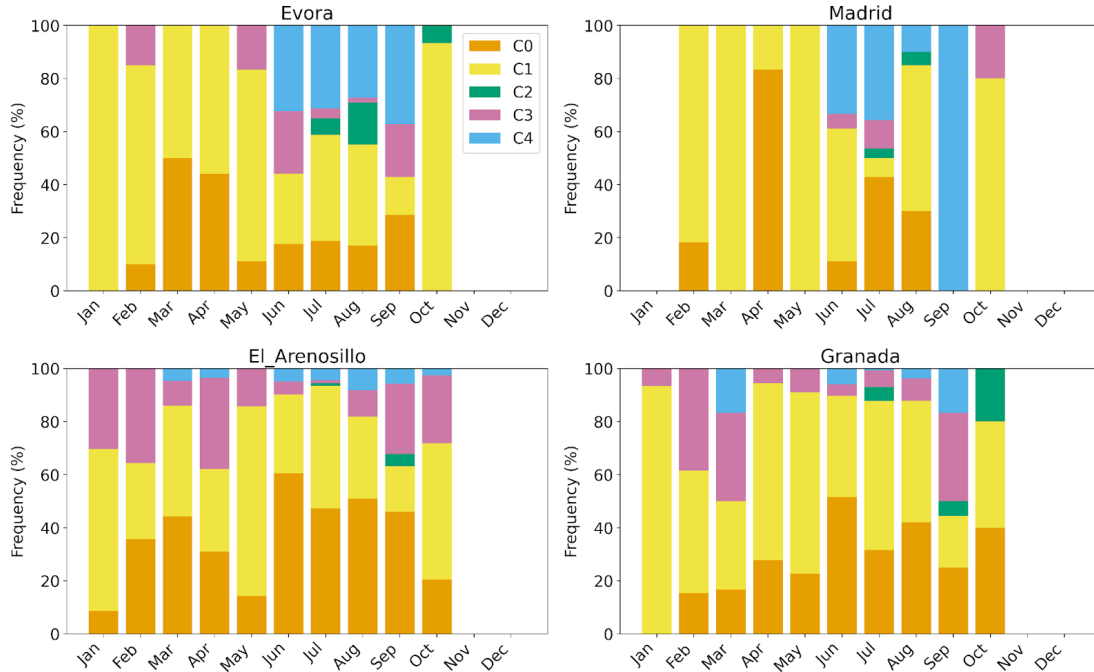 Evora
Frequency (%)
100
80
60
40
20
0
Jan Feb Mar Apr May Jun Jul Aug Sep Oct Nov Dec
C0
C1
C2
C3
C4
Madrid
Frequency (%)
100
80
60
40
20
0
Jan Feb Mar Apr May Jun Jul Aug Sep Oct Nov Dec
El_Arenosillo
Frequency (%)
100
80
60
40
20
0
Jan Feb Mar Apr May Jun Jul Aug Sep Oct Nov Dec
Granada
Frequency (%)
100
80
60
40
20
0
Jan Feb Mar Apr May Jun Jul Aug Sep Oct Nov Dec